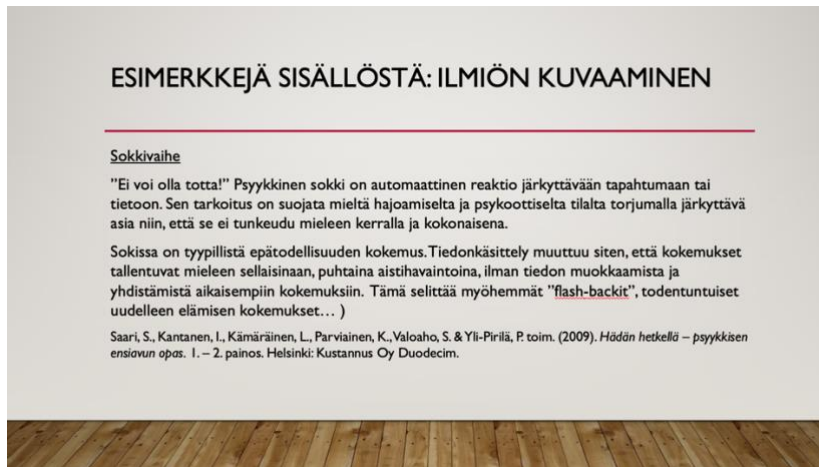 ESIMERKKEJÄ SISÄLLÖSTÄ: ILMIÖN KUVAAMINEN
Sokkivaihe
”Ei voi olla totta!” Psyykkinen sokki on automaattinen reaktio järkyttävään tapahtumaan tai
tietoon. Sen tarkoitus on suojata mieltä hajoamiselta ja psykoottiselta tilalta torjumalla järkyttävä
asia niin, että se ei tunkeudu mieleen kerralla ja kokonaisena.
Sokissa on tyypillistä epätodellisuuden kokemus. Tiedonkäsittely muuttuu siten, että kokemukset
tallentuvat mieleen sellaisinaan, puhtaina aistihavaintoina, ilman tiedon muokkaamista ja
yhdistämistä aikaisempiin kokemuksiin. Tämä selittää myöhemmät ”flash-backit”, todentuntuiset
uudelleen elämisen kokemukset… )
Saari, S., Kantanen, I., Kämäräinen, L., Parviainen, K., Valoaho, S. & Yli-Pirilä, P. toim. (2009). Hädän hetkellä – psyykkisen
ensiavun opas. 1. – 2. painos. Helsinki: Kustannus Oy Duodecim.